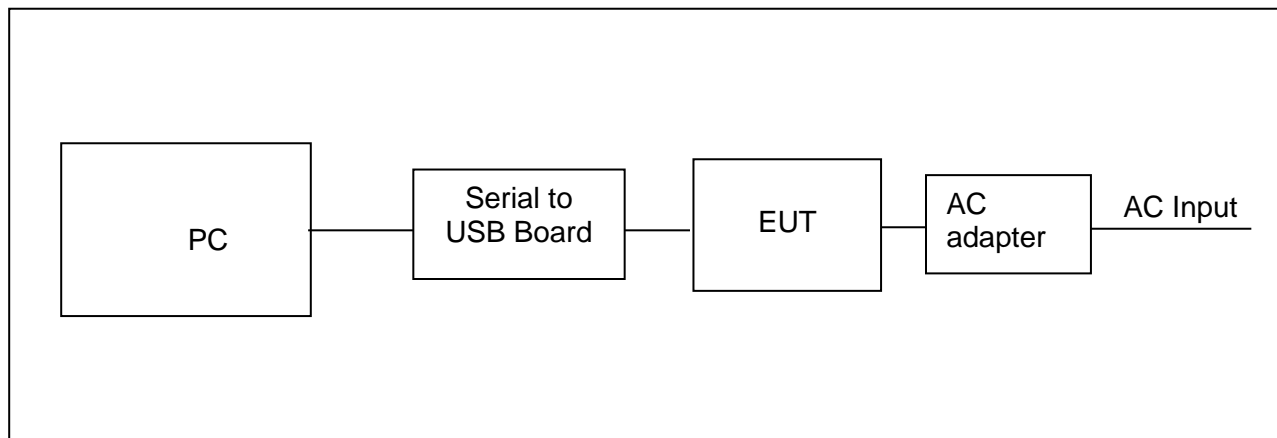 PC
Serial to
USB Board
EUT
AC
adapter
AC Input